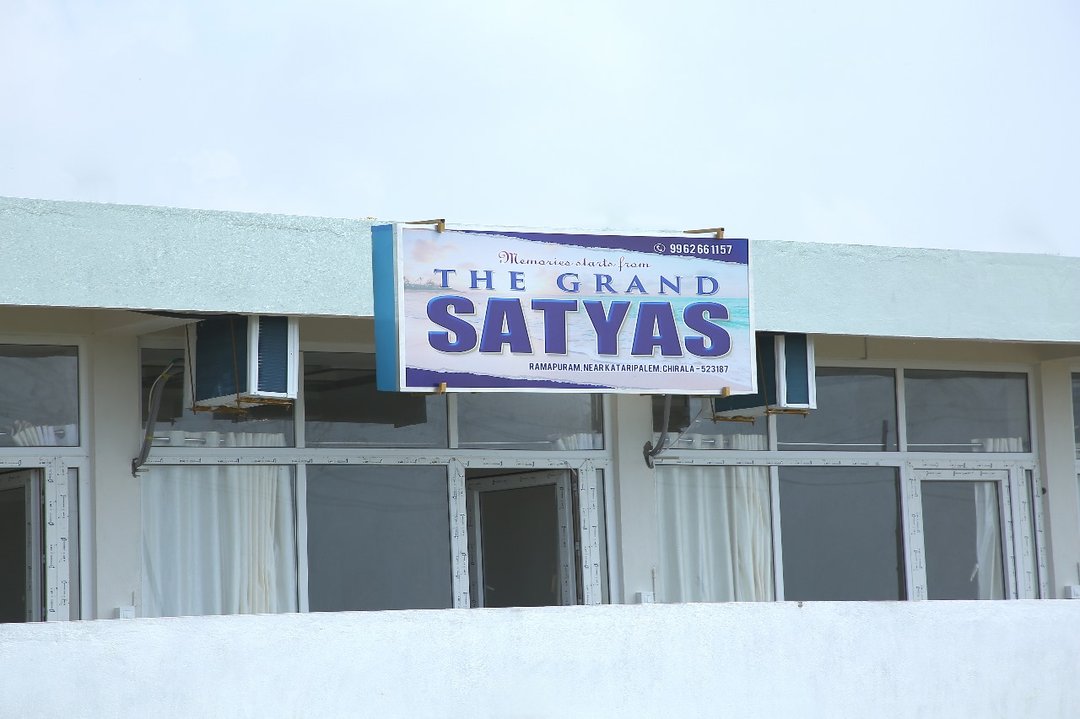 9962661157
Memories starts from
THE GRAND
SATYAS
RAMAPURAM, NEAR KATARIPALEM, CHIRALA - 523187